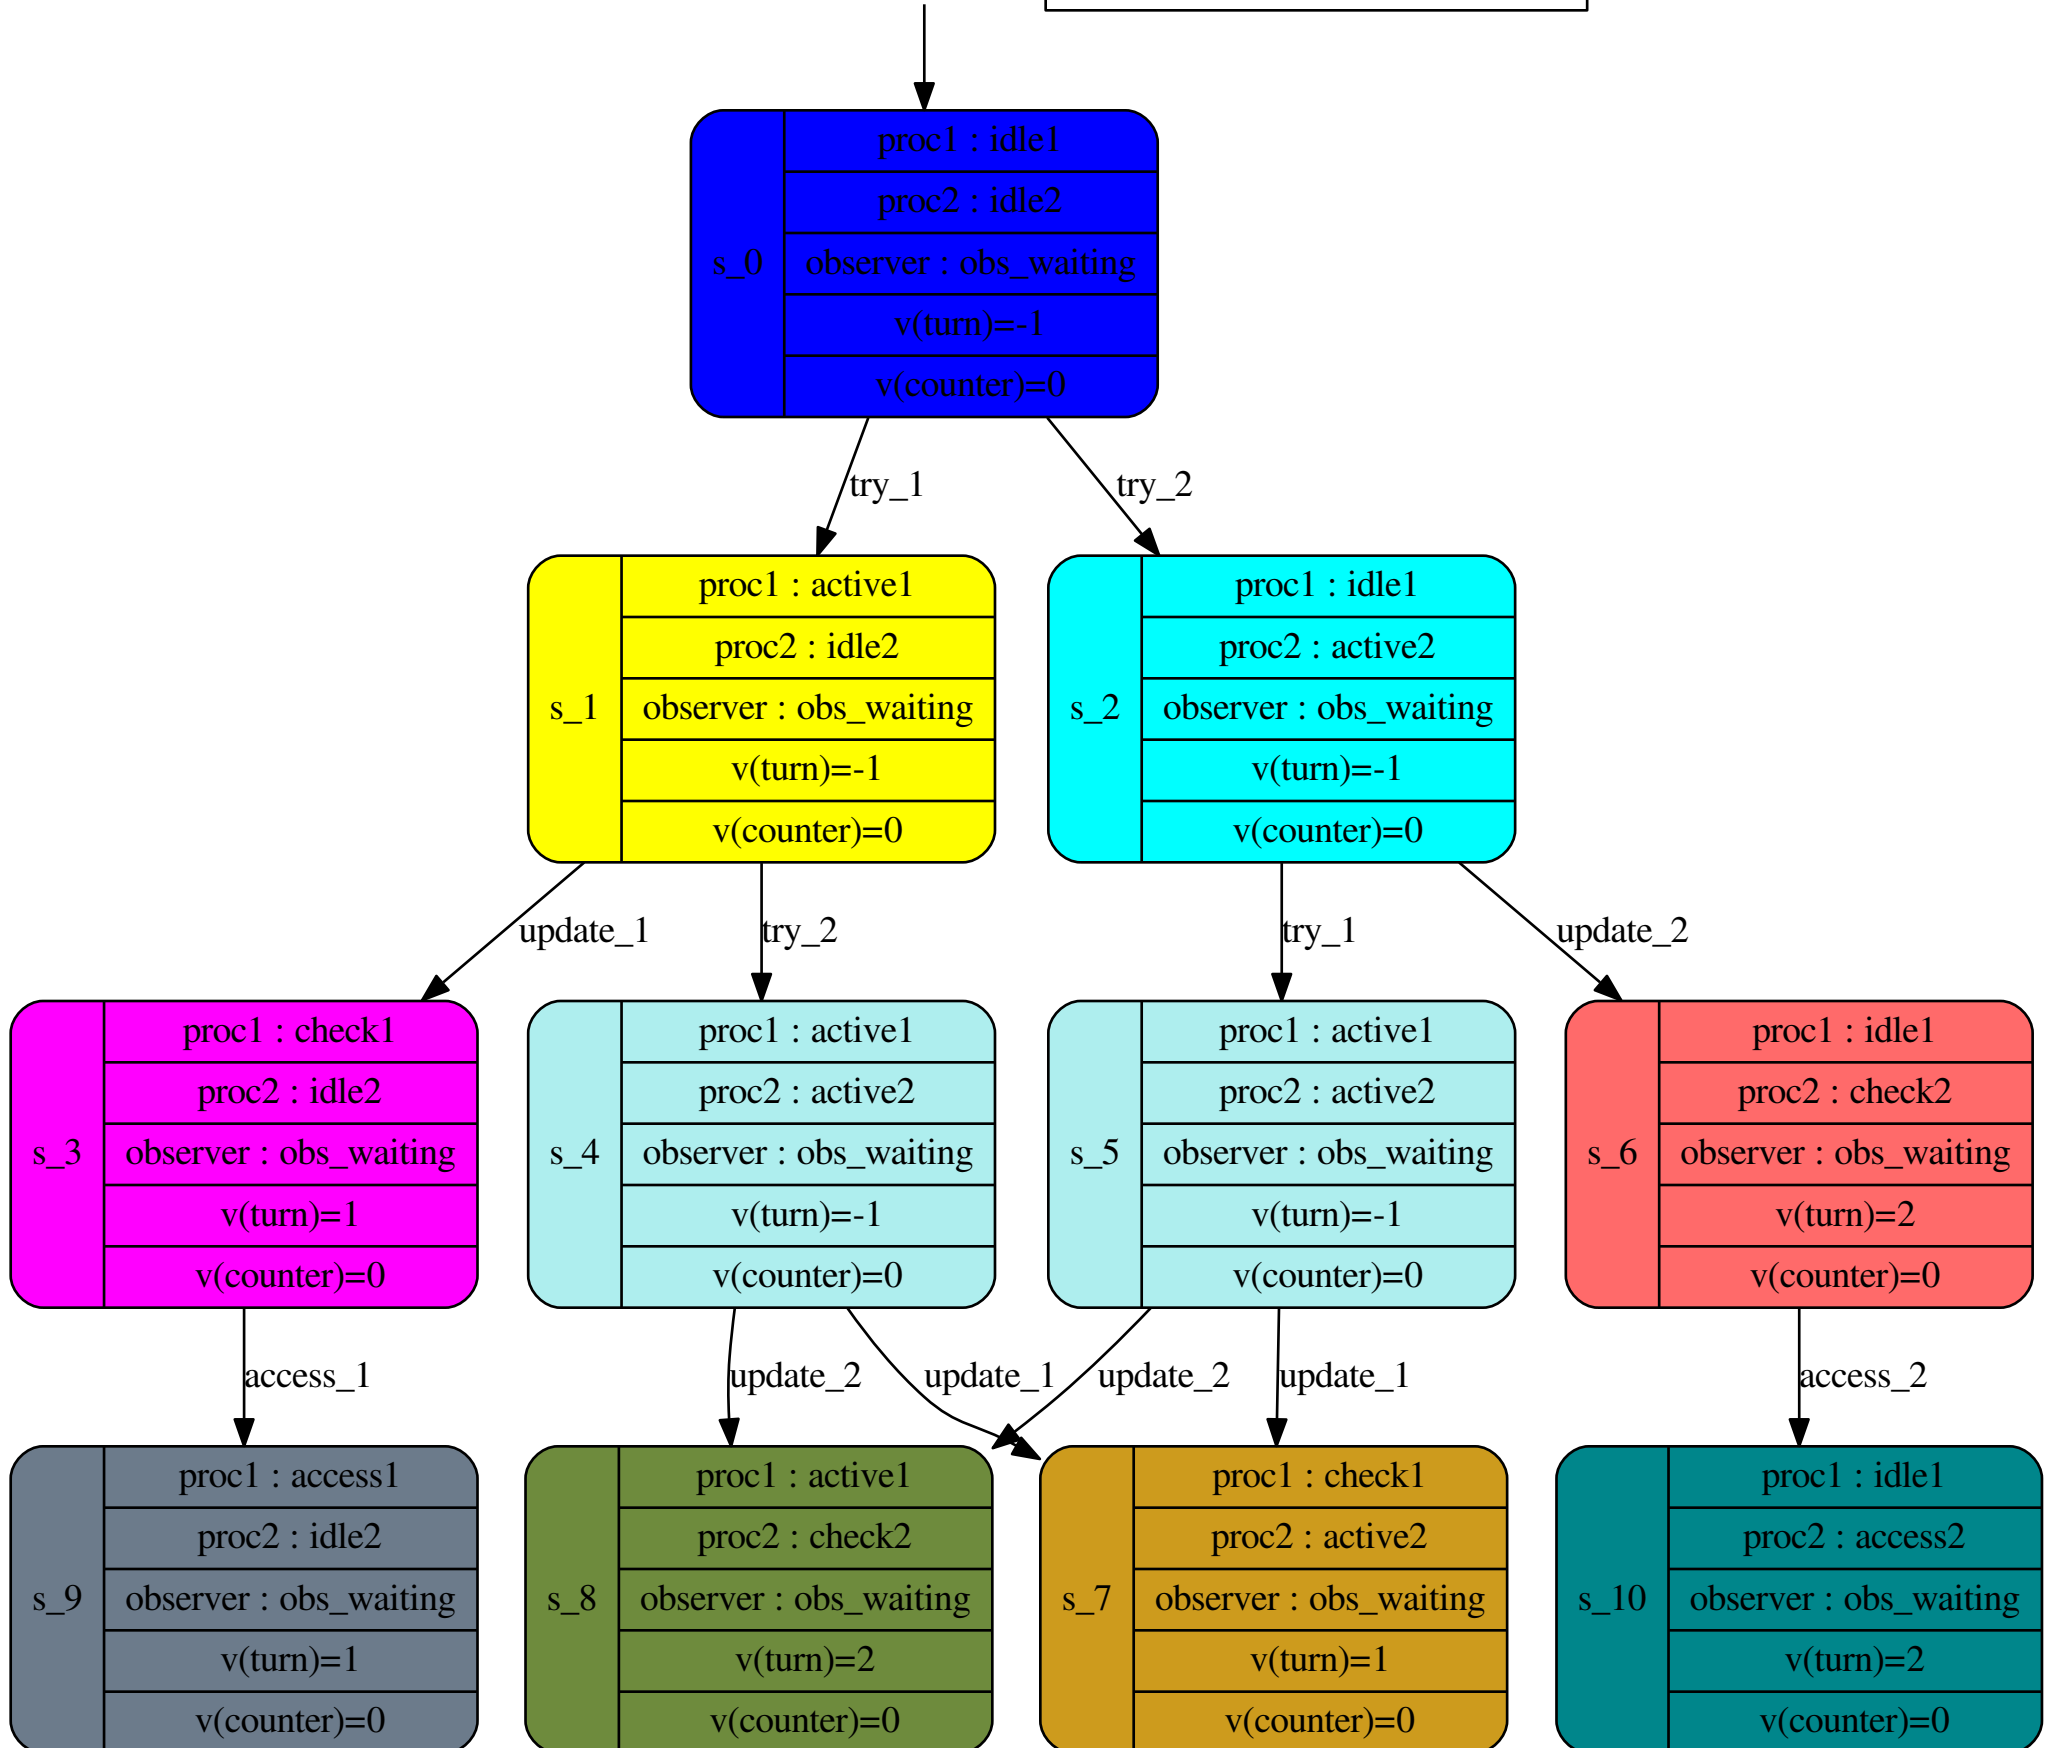 proc1 : idle1
proc2 : idle2
s_0
observer : obs_waiting
v(turn)=-1
v(counter)=0
try_1
try_2
proc1 : active1
proc2 : idle2
s_1
observer : obs_waiting
v(turn)=-1
v(counter)=0
proc1 : idle1
proc2 : active2
s_2
observer : obs_waiting
v(turn)=-1
v(counter)=0
update_1
try_2
try_1
update_2
proc1 : check1
proc2 : idle2
s_3
observer : obs_waiting
v(turn)=1
v(counter)=0
proc1 : active1
proc2 : active2
s_4
observer : obs_waiting
v(turn)=-1
v(counter)=0
proc1 : active1
proc2 : active2
s_5
observer : obs_waiting
v(turn)=-1
v(counter)=0
proc1 : idle1
proc2 : check2
s_6
observer : obs_waiting
v(turn)=2
v(counter)=0
access_1
update_2
update_1
update_2
update_1
access_2
proc1 : access1
proc2 : idle2
s_9
observer : obs_waiting
v(turn)=1
v(counter)=0
proc1 : active1
proc2 : check2
s_8
observer : obs_waiting
v(turn)=2
v(counter)=0
proc1 : check1
proc2 : active2
s_7
observer : obs_waiting
v(turn)=1
v(counter)=0
proc1 : idle1
proc2 : access2
s_10
observer : obs_waiting
v(turn)=2
v(counter)=0